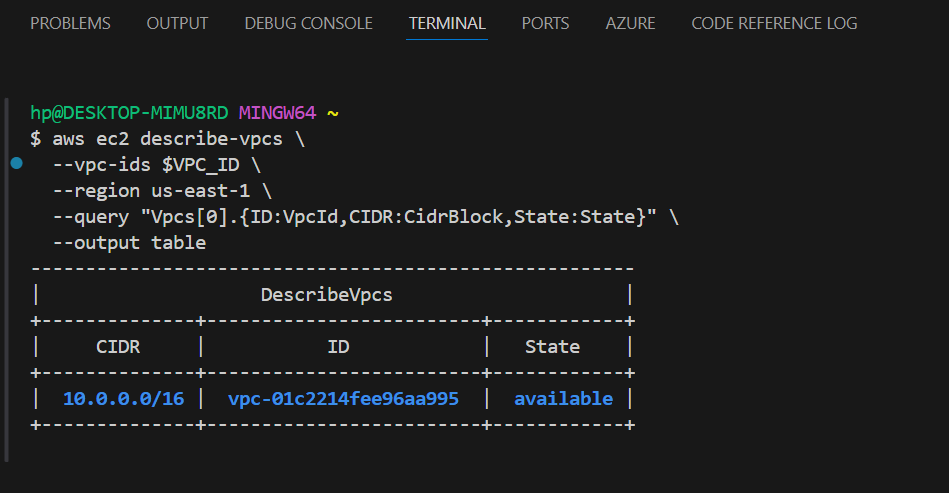 PROBLEMS OUTPUT DEBUG CONSOLE TERMINAL PORTS AZURE CODE REFERENCE LOG
hp@DESKTOP-MIMU8RD MINGW64 ~
$ aws ec2 describe-vpcs \
  --vpc-ids $VPC_ID \
  --region us-east-1 \
  --query "Vpcs[0].{ID:VpcId,CIDR:CidrBlock,State:State}" \
  --output table
-------------------------------------------------------
|                    DescribeVpcs                     |
+--------------+-------------------------+------------+
|     CIDR     |           ID            |   State    |
+--------------+-------------------------+------------+
|  10.0.0.0/16 |  vpc-01c2214fee96aa995  |  available |
+--------------+-------------------------+------------+